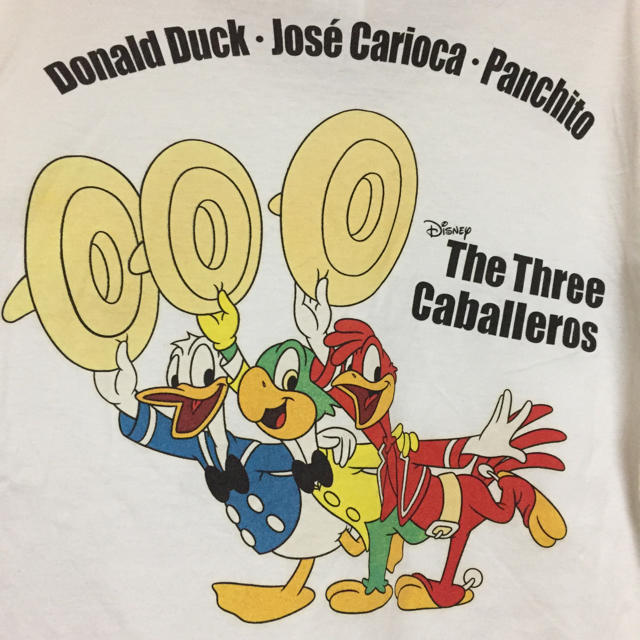 Donald Duck · José Carioca · Panchito
Disney
The Three
Caballeros